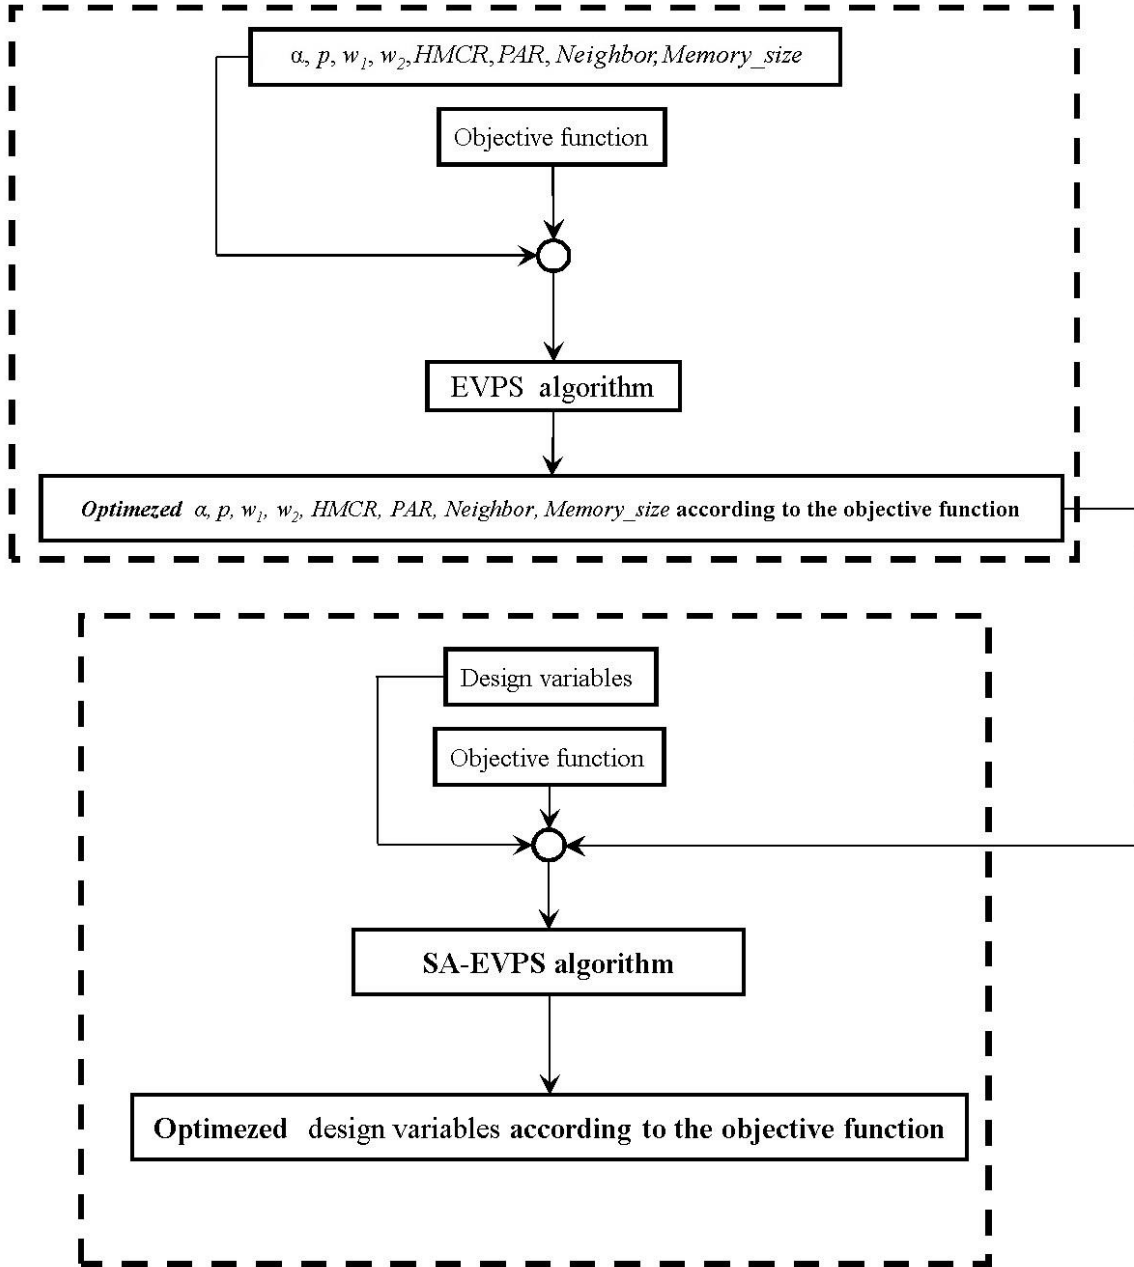 α, p, w1, w2, HMCR, PAR, Neighbor, Memory_size
Objective function
EVPS algorithm
Optimezed α, p, w1, w2, HMCR, PAR, Neighbor, Memory_size according to the objective function
Design variables
Objective function
SA-EVPS algorithm
Optimezed design variables according to the objective function